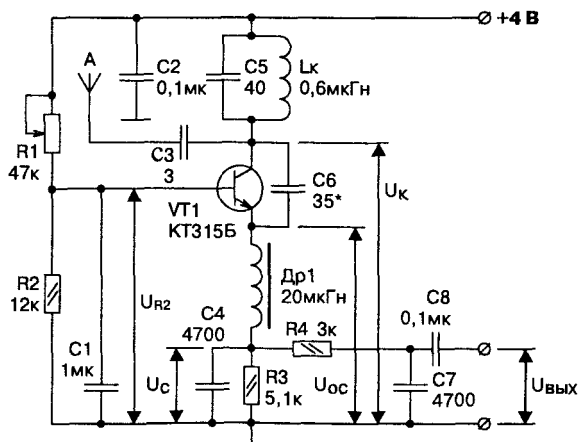 +4 В
A
C2
0,1мк
C5
40
Lк
0,6мкГн
R1
47к
C3
3
C6
35*
VT1
КТ315Б
Uк
R2
12к
UR2
Др1
20мкГн
C4
4700
R4 3к
C8
0,1мк
C1
1мк
Uс
R3
5,1к
Uос
C7
4700
Uвых